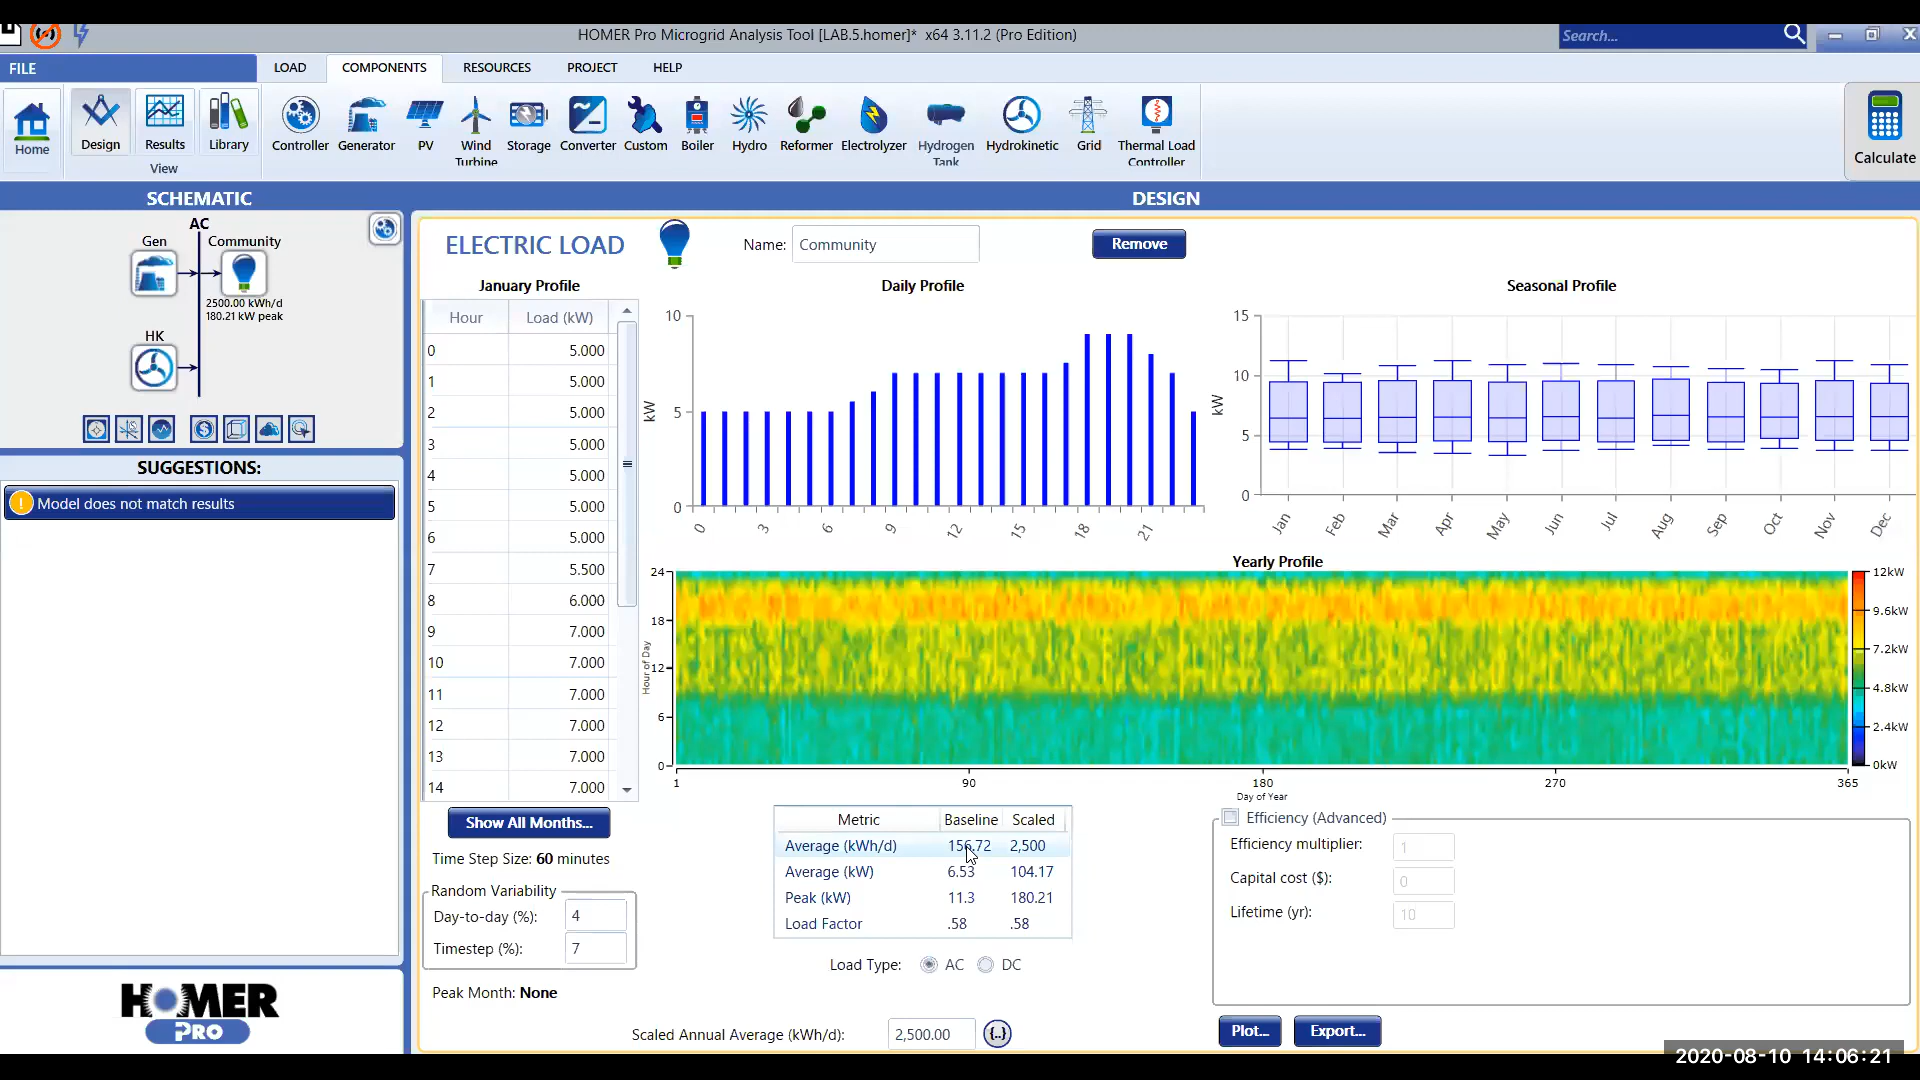 HOMER Pro Microgrid Analysis Tool [LAB.5.homer]* x64 3.11.2 (Pro Edition)
Search...
FILE
LOAD
COMPONENTS
RESOURCES
PROJECT
HELP
Home
Design
Results
Library
View
Controller
Generator
PV
Wind Turbine
Storage
Converter
Custom
Boiler
Hydro
Reformer
Electrolyzer
Hydrogen Tank
Hydrokinetic
Grid
Thermal Load Controller
Calculate
SCHEMATIC
DESIGN
AC
Gen
Community
2500.00 kWh/d
180.21 kW peak
HK
SUGGESTIONS:
Model does not match results
HOMER
PRO
ELECTRIC LOAD
Name:
Community
Remove
January Profile
Hour Load (kW)
0 5.000
1 5.000
2 5.000
3 5.000
4 5.000
5 5.000
6 5.000
7 5.500
8 6.000
9 7.000
10 7.000
11 7.000
12 7.000
13 7.000
14 7.000
Show All Months...
Time Step Size: 60 minutes
Random Variability
Day-to-day (%): 4
Timestep (%): 7
Peak Month: None
Daily Profile
kW
10
5
0
0 3 6 9 12 15 18 21
Seasonal Profile
kW
15
10
5
0
Jan Feb Mar Apr May Jun Jul Aug Sep Oct Nov Dec
Yearly Profile
Hour of Day
24
18
12
6
0
1 90 180 270 365
Day of Year
12kW
9.6kW
7.2kW
4.8kW
2.4kW
0kW
Metric Baseline Scaled
Average (kWh/d) 156.72 2,500
Average (kW) 6.53 104.17
Peak (kW) 11.3 180.21
Load Factor .58 .58
Load Type: AC DC
Scaled Annual Average (kWh/d): 2,500.00 {..}
Efficiency (Advanced)
Efficiency multiplier: 1
Capital cost ($): 0
Lifetime (yr): 10
Plot...
Export...
2020-08-10 14:06:21